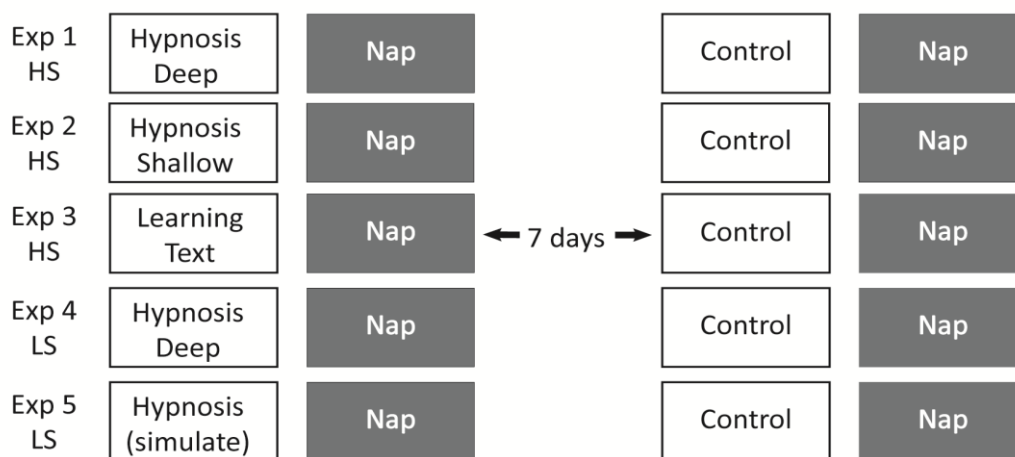 Exp 1
HS
Hypnosis
Deep
Nap
Control
Nap
Exp 2
HS
Hypnosis
Shallow
Nap
Control
Nap
Exp 3
HS
Learning
Text
Nap
7 days
Control
Nap
Exp 4
LS
Hypnosis
Deep
Nap
Control
Nap
Exp 5
LS
Hypnosis
(simulate)
Nap
Control
Nap